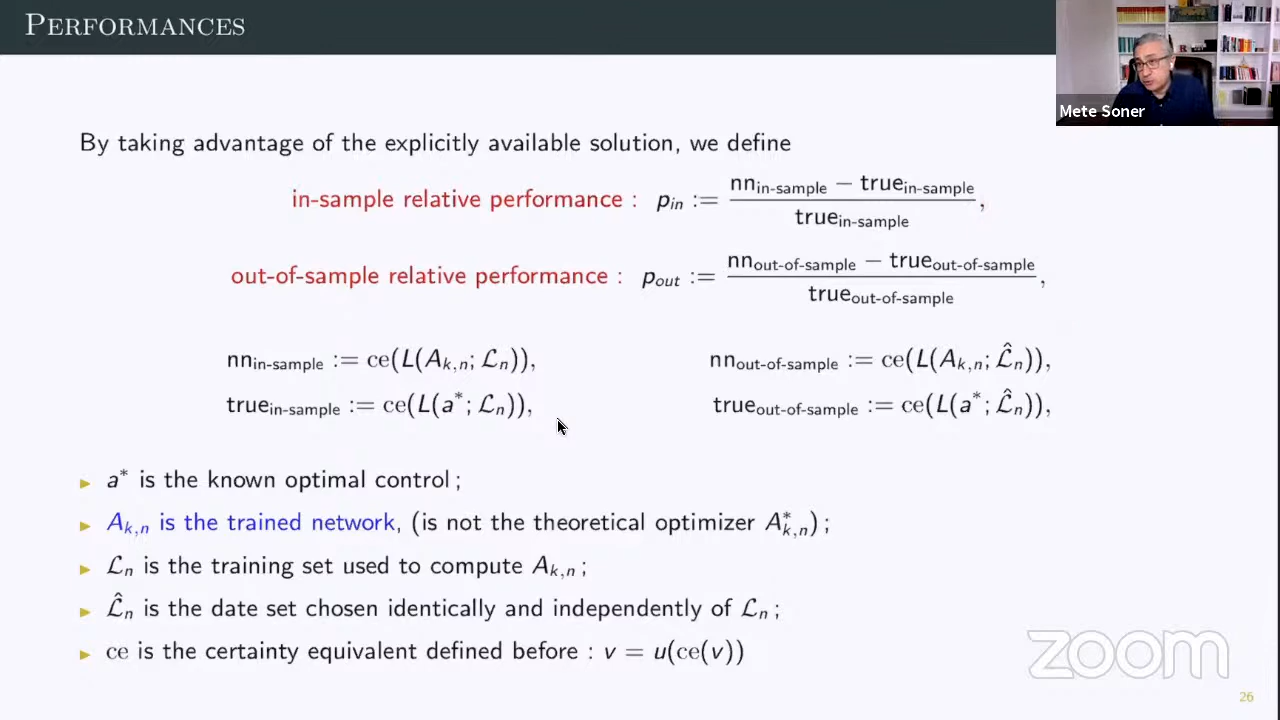 PERFORMANCES
Mete Soner
By taking advantage of the explicitly available solution, we define
in-sample relative performance : p_in := (nn_in-sample − true_in-sample) / true_in-sample,
out-of-sample relative performance : p_out := (nn_out-of-sample − true_out-of-sample) / true_out-of-sample,
nn_in-sample := ce(L(A_{k,n}; ℒ_n)), nn_out-of-sample := ce(L(A_{k,n}; ℒ̂_n)),
true_in-sample := ce(L(a*; ℒ_n)), true_out-of-sample := ce(L(a*; ℒ̂_n)),
▶ a* is the known optimal control ;
▶ A_{k,n} is the trained network, (is not the theoretical optimizer A*_{k,n}) ;
▶ ℒ_n is the training set used to compute A_{k,n} ;
▶ ℒ̂_n is the date set chosen identically and independently of ℒ_n ;
▶ ce is the certainty equivalent defined before : v = u(ce(v))
zoom
26